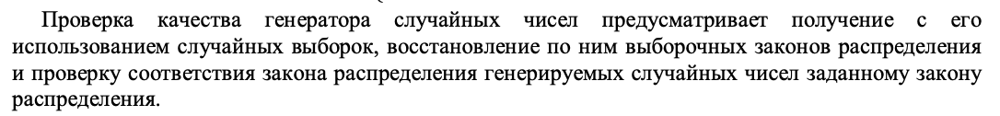 Проверка качества генератора случайных чисел предусматривает получение с его
использованием случайных выборок, восстановление по ним выборочных законов распределения
и проверку соответствия закона распределения генерируемых случайных чисел заданному закону
распределения.